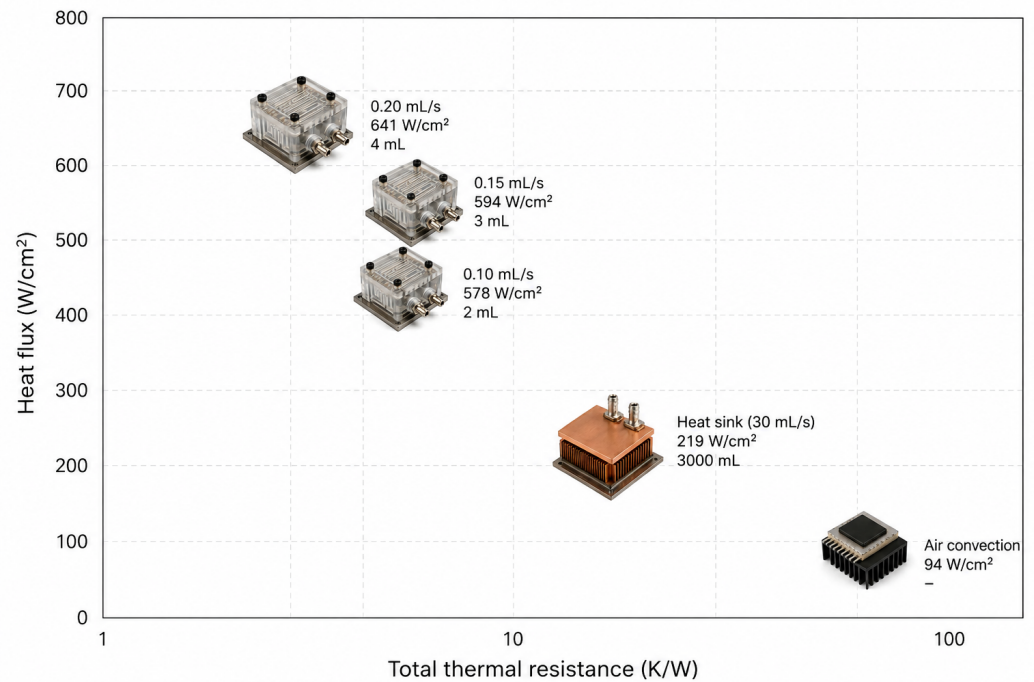 800
700
600
500
400
300
200
100
0
Heat flux (W/cm²)
0.20 mL/s
641 W/cm²
4 mL
0.15 mL/s
594 W/cm²
3 mL
0.10 mL/s
578 W/cm²
2 mL
Heat sink (30 mL/s)
219 W/cm²
3000 mL
Air convection
94 W/cm²
–
1
10
100
Total thermal resistance (K/W)